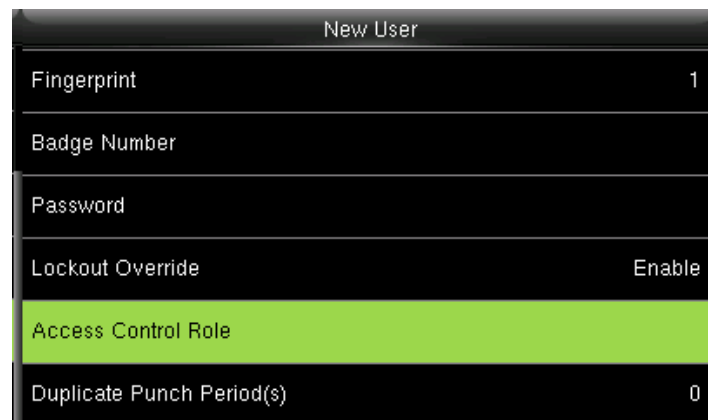 New User
Fingerprint 1
Badge Number
Password
Lockout Override Enable
Access Control Role
Duplicate Punch Period(s) 0